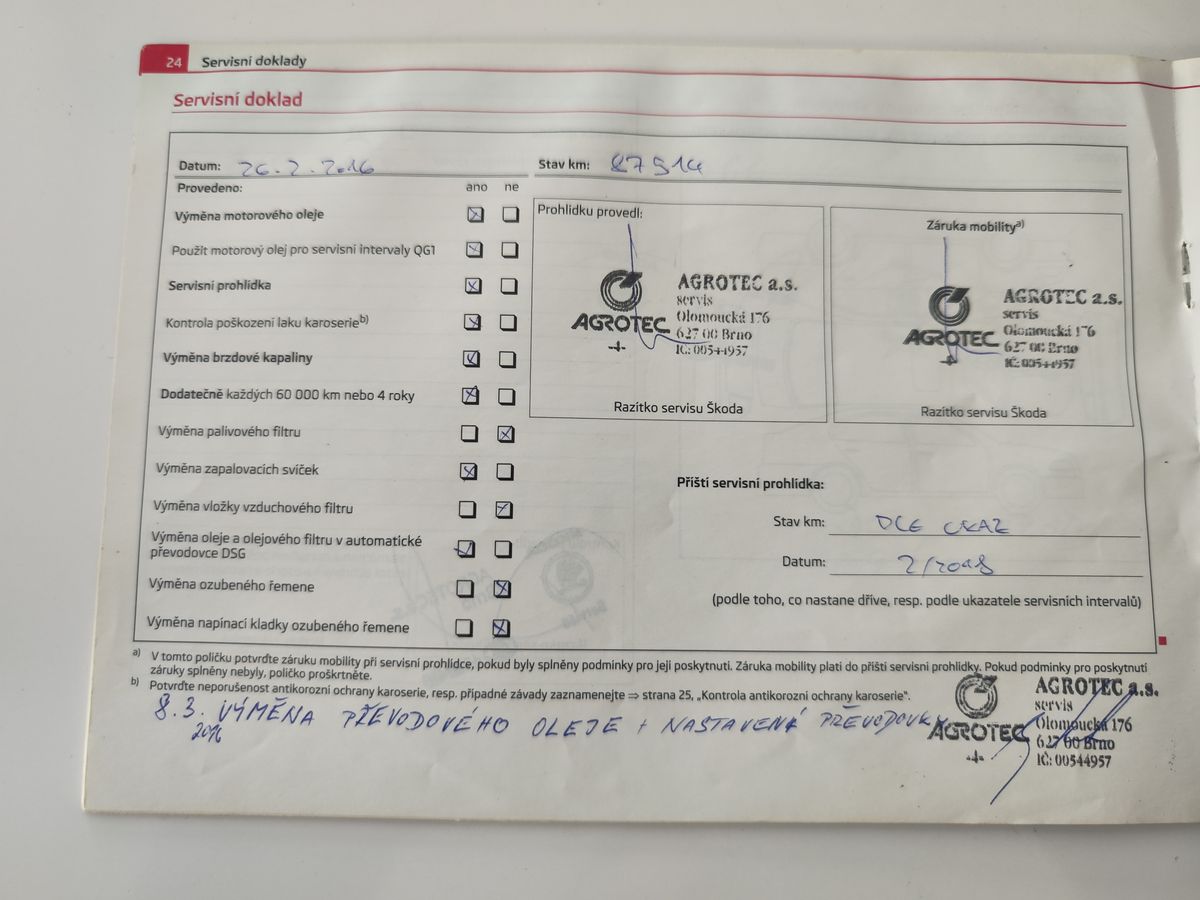 24 Servisní doklady
Servisní doklad
Datum: 26.2.2016 Stav km: 87514
Provedeno: ano ne
Výměna motorového oleje
Použit motorový olej pro servisní intervaly QG1
Servisní prohlídka
Kontrola poškození laku karoserie b)
Výměna brzdové kapaliny
Dodatečně každých 60 000 km nebo 4 roky
Výměna palivového filtru
Výměna zapalovacích svíček
Výměna vložky vzduchového filtru
Výměna oleje a olejového filtru v automatické
převodovce DSG
Výměna ozubeného řemene
Výměna napínací kladky ozubeného řemene
Prohlídku provedl:
AGROTEC
AGROTEC a.s.
servis
Olomoucká 176
627 00 Brno
IČ: 00544957
Razítko servisu Škoda
Záruka mobility a)
AGROTEC
AGROTEC a.s.
servis
Olomoucká 176
627 00 Brno
IČ: 00544957
Razítko servisu Škoda
Příští servisní prohlídka:
Stav km: DLE UKAZ
Datum: 2/2018
(podle toho, co nastane dříve, resp. podle ukazatele servisních intervalů)
a) V tomto políčku potvrďte záruku mobility při servisní prohlídce, pokud byly splněny podmínky pro její poskytnutí. Záruka mobility platí do příští servisní prohlídky. Pokud podmínky pro poskytnutí
záruky splněny nebyly, políčko proškrtněte.
b) Potvrďte neporušenost antikorozní ochrany karoserie, resp. případné závady zaznamenejte ⇒ strana 25, „Kontrola antikorozní ochrany karoserie“.
8.3. VÝMĚNA PŘEVODOVÉHO OLEJE + NASTAVENÁ PŘEVODOVKY
2016
AGROTEC
AGROTEC a.s.
servis
Olomoucká 176
627 00 Brno
IČ: 00544957